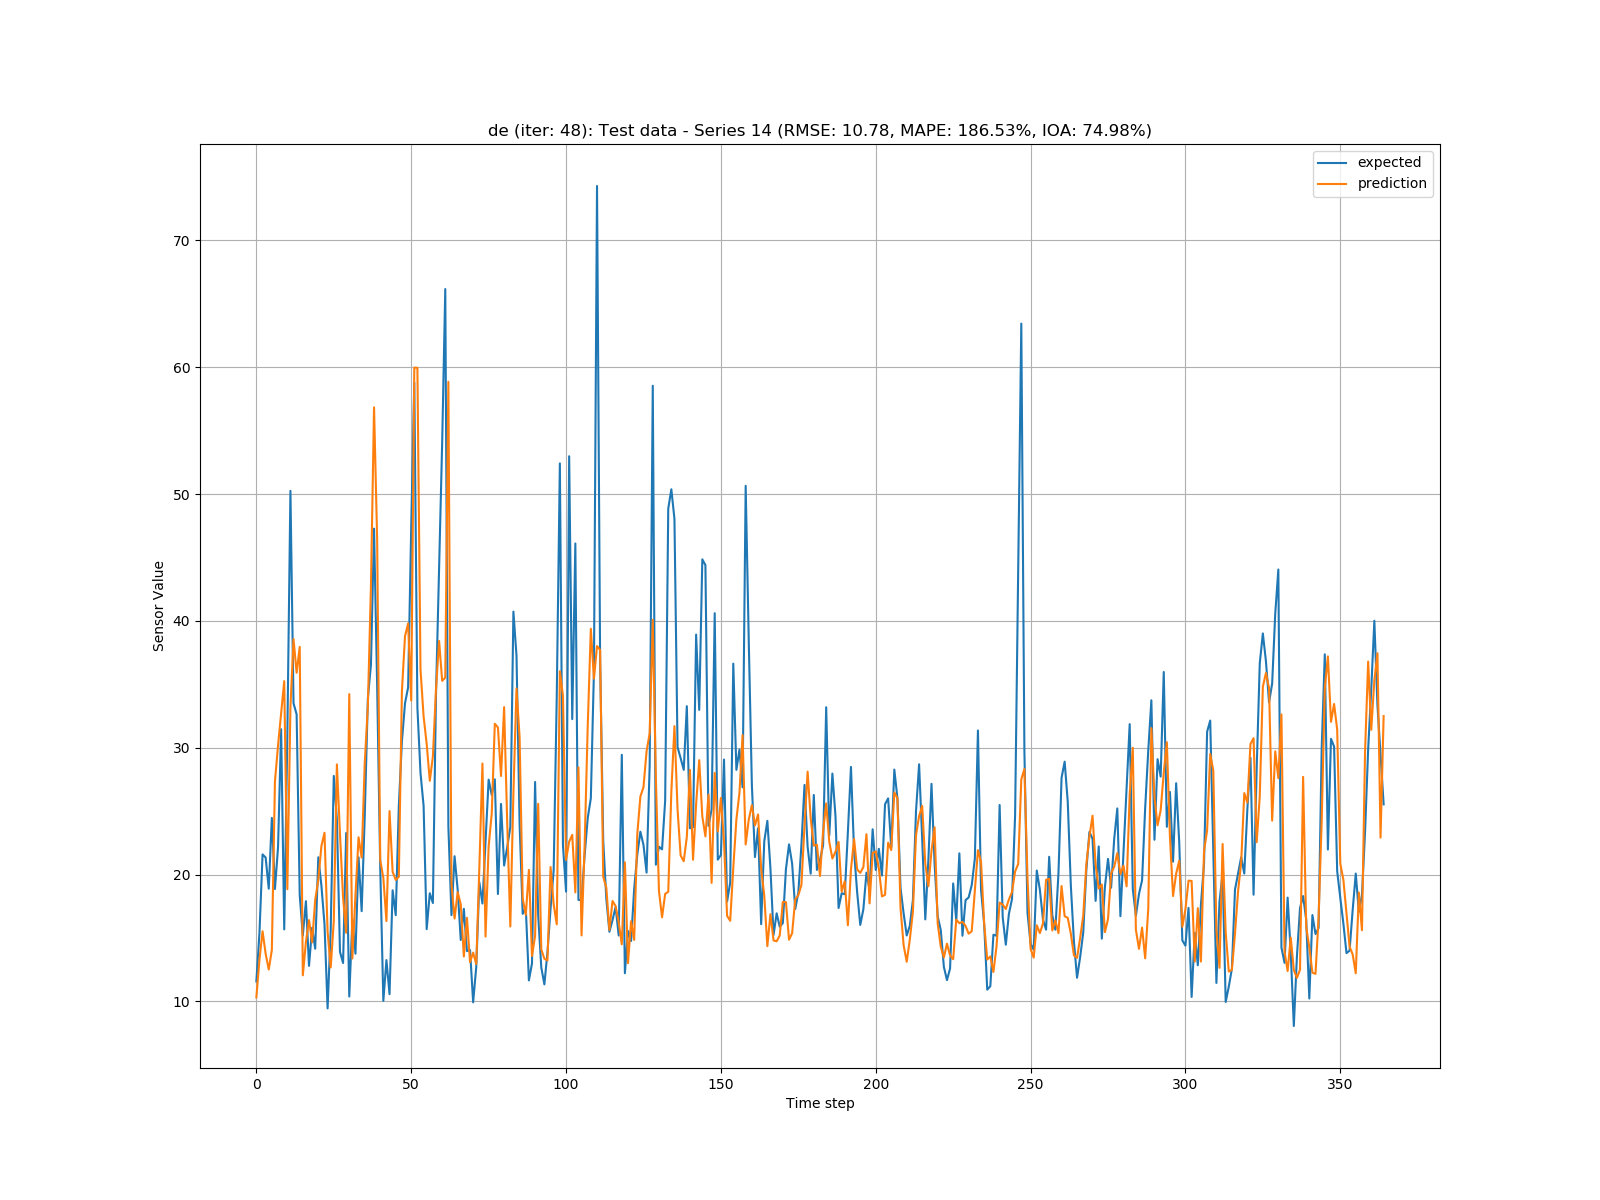 de (iter: 48): Test data - Series 14 (RMSE: 10.78, MAPE: 186.53%, IOA: 74.98%)
expected
prediction
70
60
50
40
30
20
10
Sensor Value
0 50 100 150 200 250 300 350
Time step